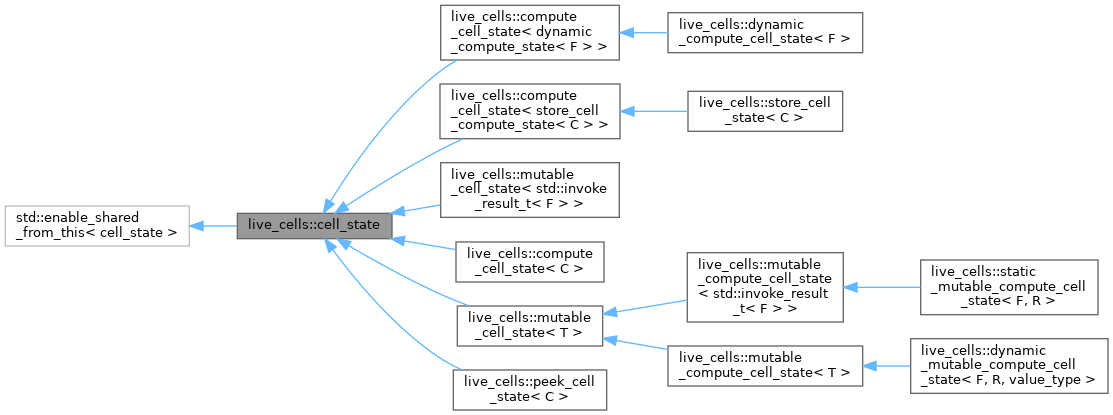 std::enable_shared
_from_this< cell_state >
live_cells::cell_state
live_cells::compute
_cell_state< dynamic
_compute_state< F > >
live_cells::dynamic
_compute_cell_state< F >
live_cells::compute
_cell_state< store_cell
_compute_state< C > >
live_cells::store_cell
_state< C >
live_cells::mutable
_cell_state< std::invoke
_result_t< F > >
live_cells::compute
_cell_state< C >
live_cells::mutable
_cell_state< T >
live_cells::mutable
_compute_cell_state
< std::invoke_result
_t< F > >
live_cells::static
_mutable_compute_cell
_state< F, R >
live_cells::mutable
_compute_cell_state< T >
live_cells::dynamic
_mutable_compute_cell
_state< F, R, value_type >
live_cells::peek_cell
_state< C >